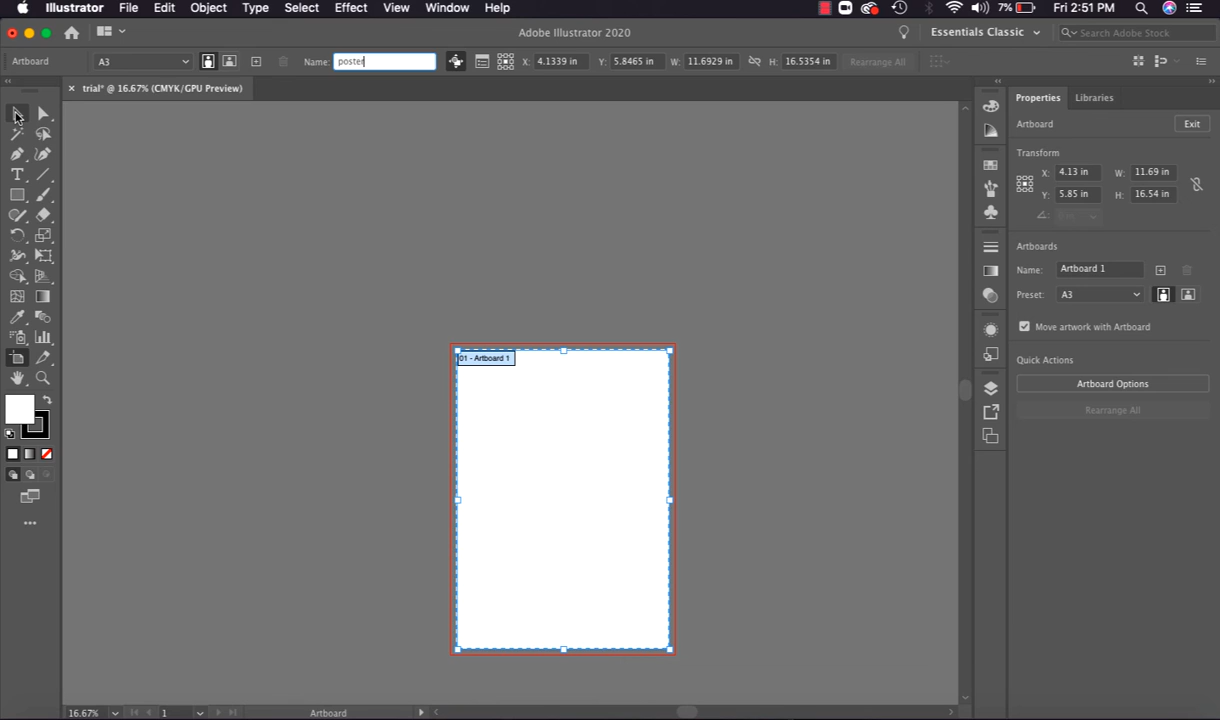 Illustrator File Edit Object Type Select Effect View Window Help 7% Fri 2:51 PM
Adobe Illustrator 2020 Essentials Classic Search Adobe Stock
Artboard A3 Name: poster X: 4.1339 in Y: 5.8465 in W: 11.6929 in H: 16.5354 in Rearrange All
× trial* @ 16.67% (CMYK/GPU Preview)
Properties Libraries
Artboard Exit
Transform
X: 4.13 in W: 11.69 in
Y: 5.85 in H: 16.54 in
Artboards
Name: Artboard 1
Preset: A3
Move artwork with Artboard
Quick Actions
Artboard Options
Rearrange All
01 - Artboard 1
16.67% 1 Artboard